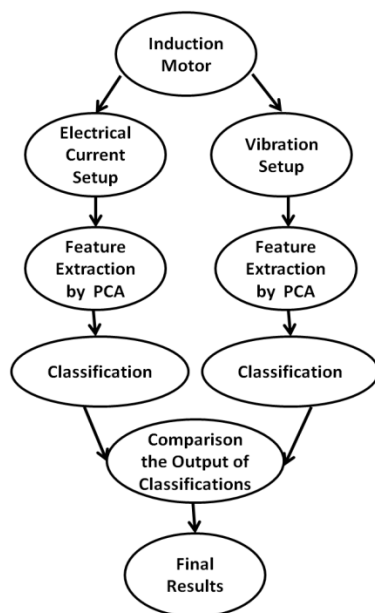 Induction
Motor
Electrical
Current
Setup
Vibration
Setup
Feature
Extraction
by PCA
Feature
Extraction
by PCA
Classification
Classification
Comparison
the Output of
Classifications
Final
Results